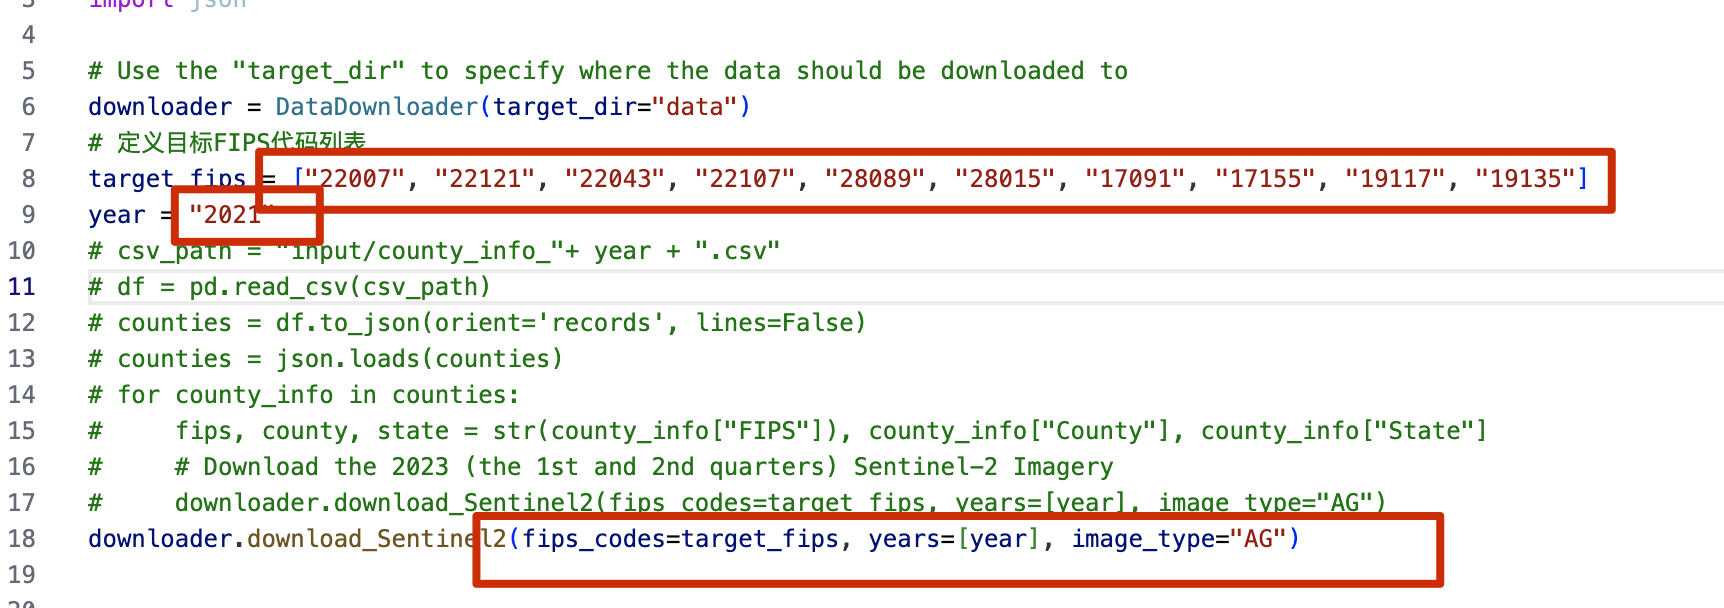 3 import json
4
5 # Use the "target_dir" to specify where the data should be downloaded to
6 downloader = DataDownloader(target_dir="data")
7 # 定义目标FIPS代码列表
8 target_fips = ["22007", "22121", "22043", "22107", "28089", "28015", "17091", "17155", "19117", "19135"]
9 year = "2021"
10 # csv_path = "input/county_info_"+ year + ".csv"
11 # df = pd.read_csv(csv_path)
12 # counties = df.to_json(orient='records', lines=False)
13 # counties = json.loads(counties)
14 # for county_info in counties:
15 #     fips, county, state = str(county_info["FIPS"]), county_info["County"], county_info["State"]
16 #     # Download the 2023 (the 1st and 2nd quarters) Sentinel-2 Imagery
17 #     downloader.download_Sentinel2(fips_codes=target_fips, years=[year], image_type="AG")
18 downloader.download_Sentinel2(fips_codes=target_fips, years=[year], image_type="AG")
19
20